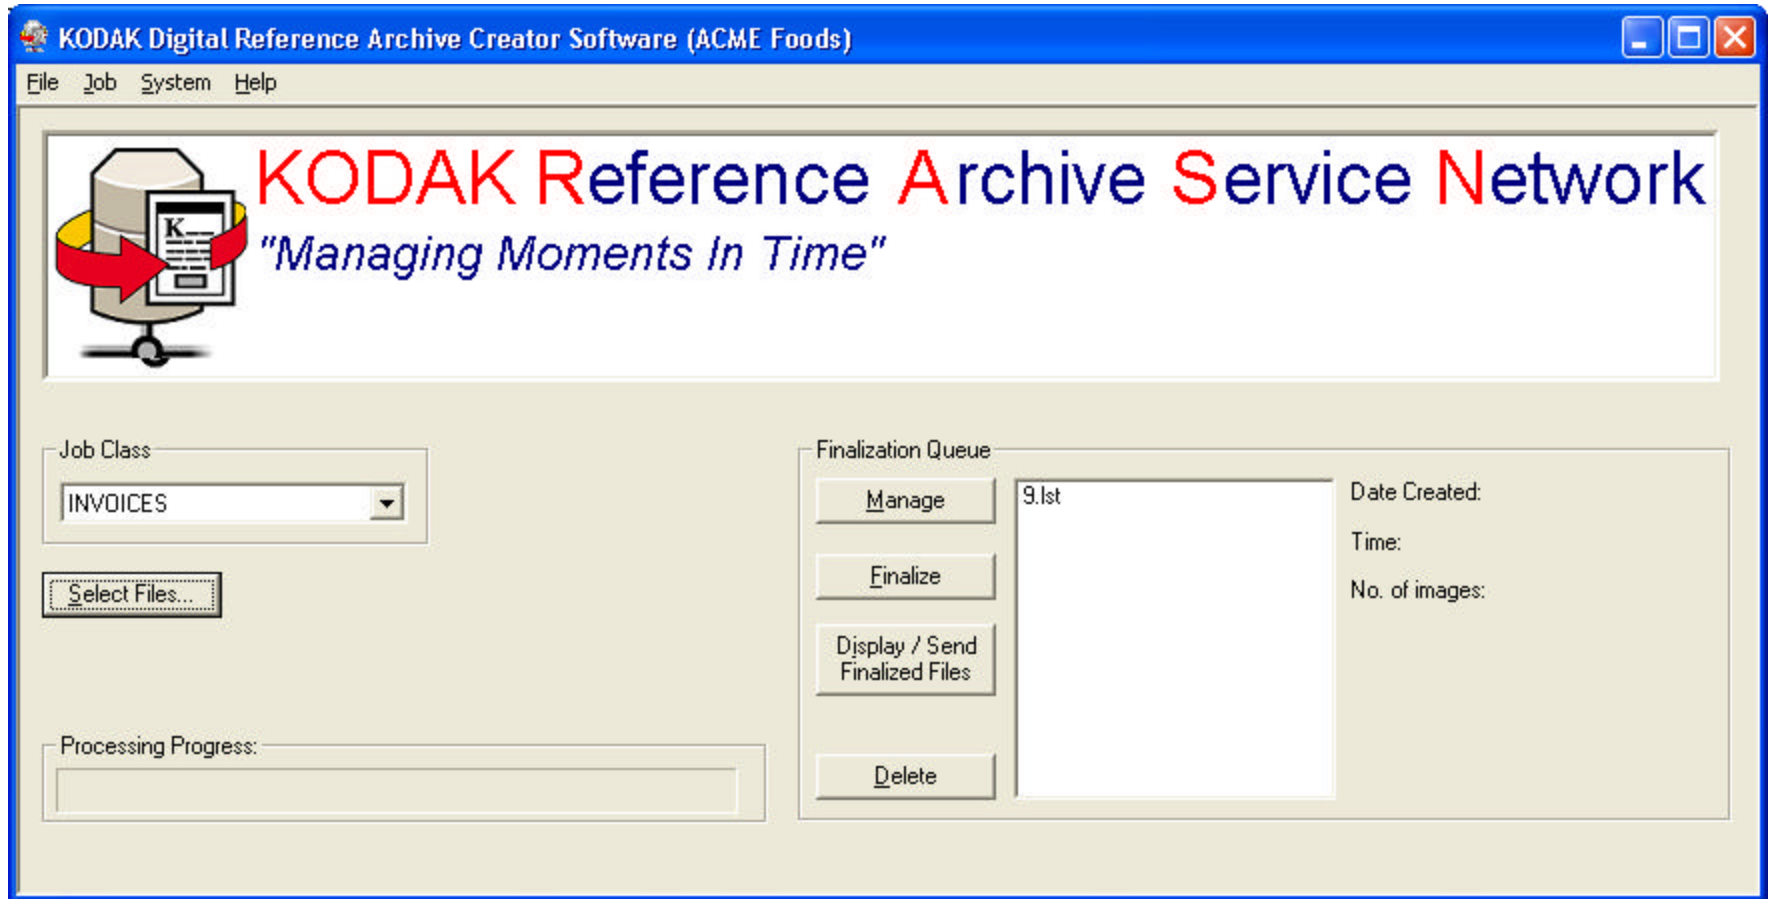 KODAK Digital Reference Archive Creator Software (ACME Foods)
File Job System Help
K
KODAK Reference Archive Service Network
"Managing Moments In Time"
Job Class
INVOICES
Select Files...
Processing Progress:
Finalization Queue
Manage
Finalize
Display / Send
Finalized Files
Delete
9.lst
Date Created:
Time:
No. of images: